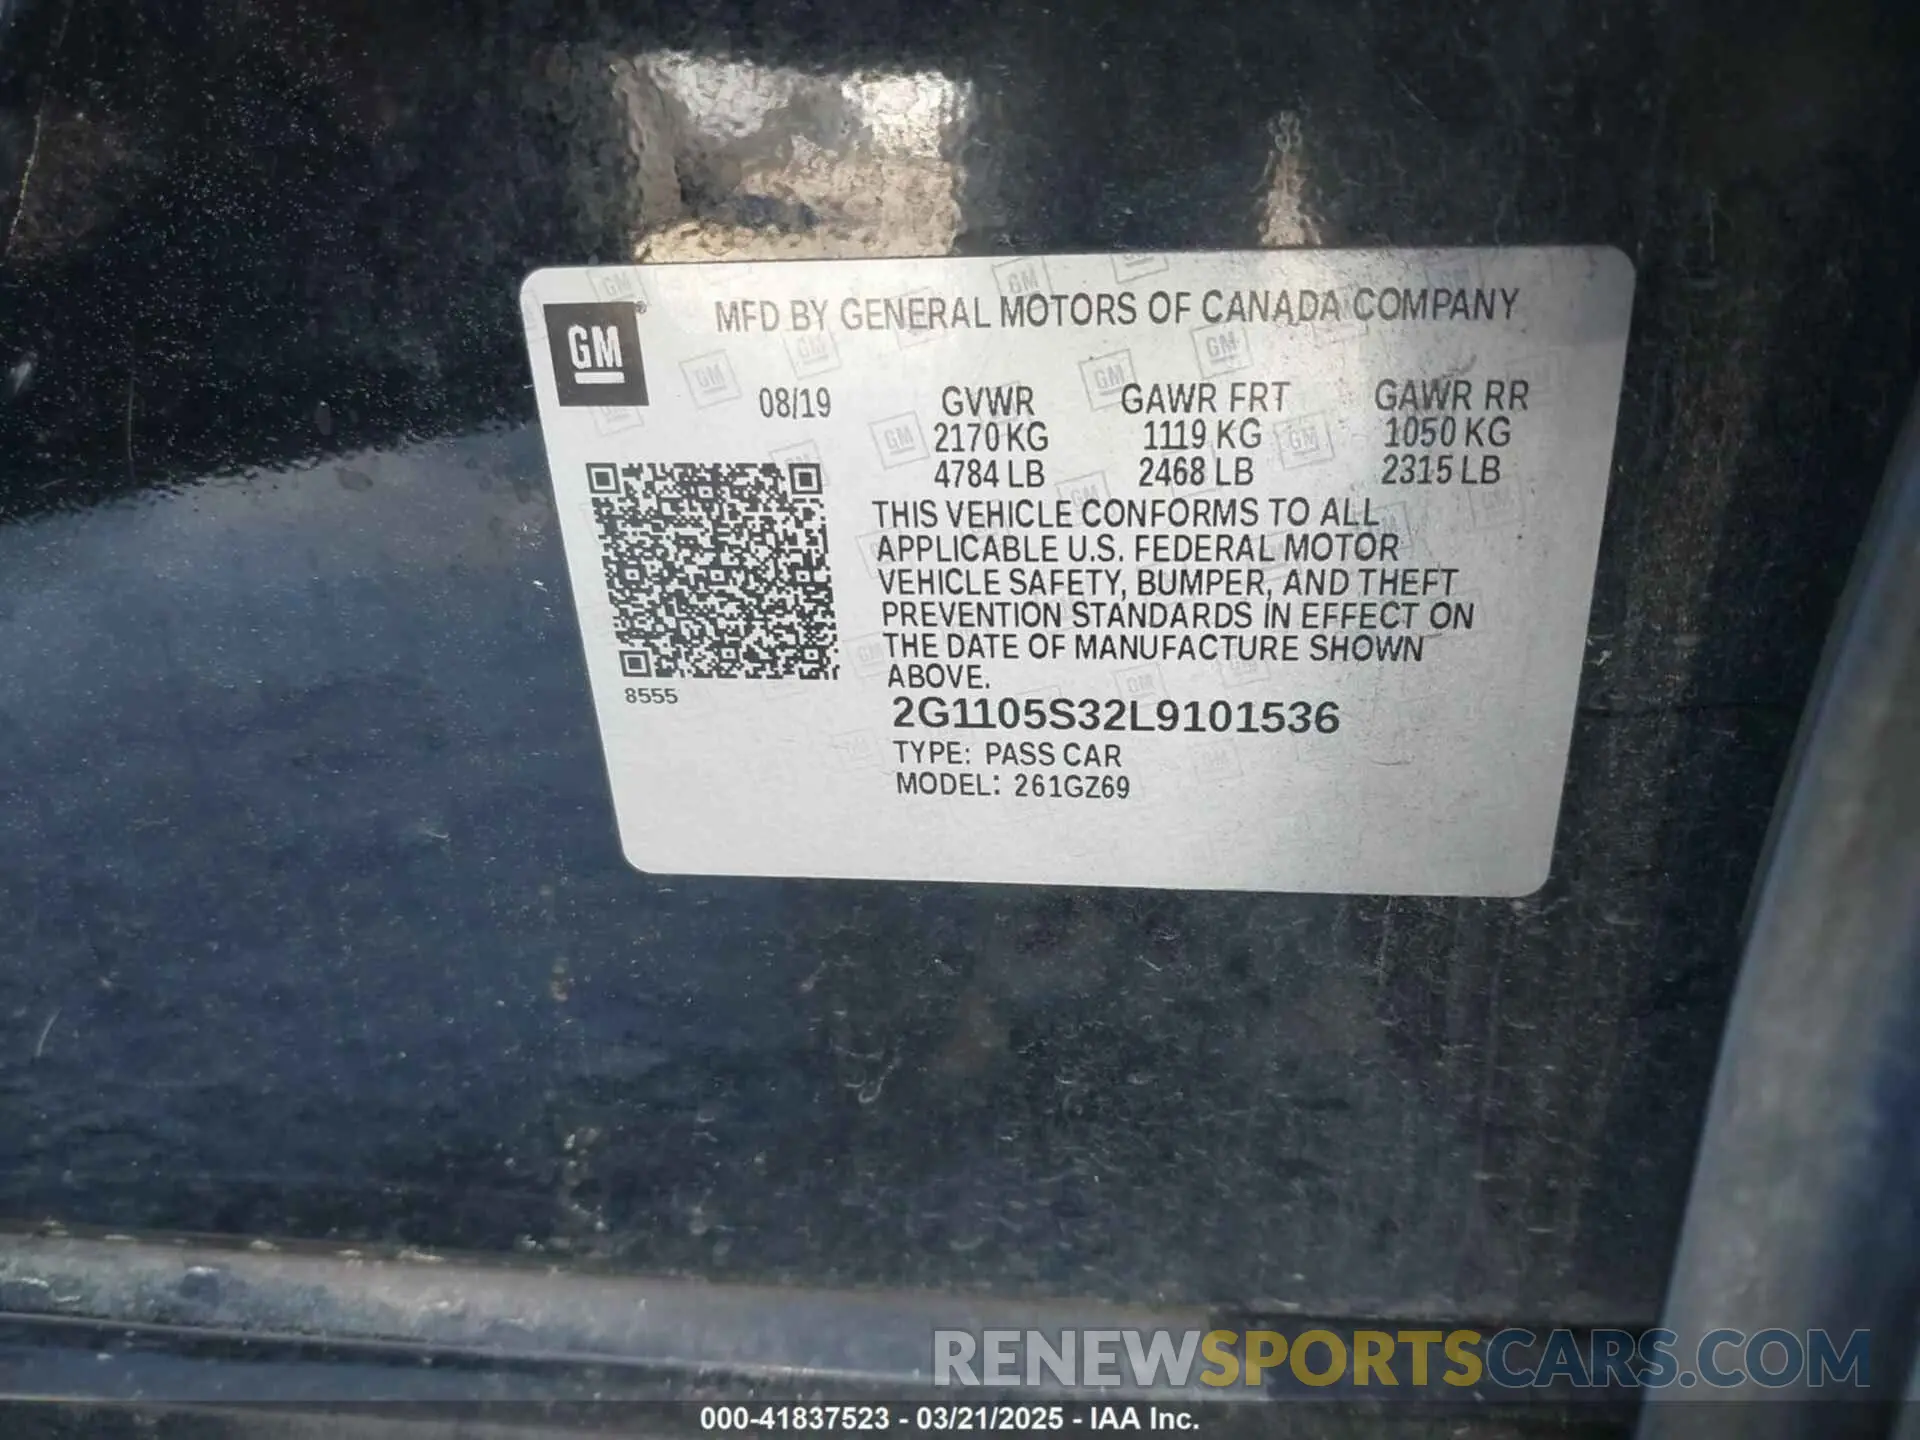 MFD BY GENERAL MOTORS OF CANADA COMPANY
GM
®
08/19
GVWR GAWR FRT GAWR RR
2170 KG 1119 KG 1050 KG
4784 LB 2468 LB 2315 LB
THIS VEHICLE CONFORMS TO ALL
APPLICABLE U.S. FEDERAL MOTOR
VEHICLE SAFETY, BUMPER, AND THEFT
PREVENTION STANDARDS IN EFFECT ON
THE DATE OF MANUFACTURE SHOWN
ABOVE.
8555
2G1105S32L9101536
TYPE: PASS CAR
MODEL: 261GZ69
RENEWSPORTSCARS.COM
000-41837523 - 03/21/2025 - IAA Inc.